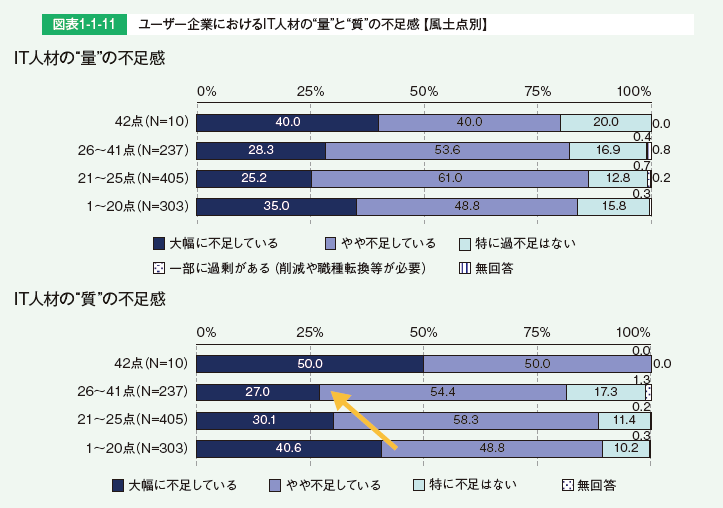 図表1-1-11 ユーザー企業におけるIT人材の“量”と“質”の不足感【風土点別】
IT人材の“量”の不足感
0% 25% 50% 75% 100%
42点(N=10) 40.0 40.0 20.0 0.0
0.4
26〜41点(N=237) 28.3 53.6 16.9 0.8
0.7
21〜25点(N=405) 25.2 61.0 12.8 0.2
0.3
1〜20点(N=303) 35.0 48.8 15.8
大幅に不足している やや不足している 特に過不足はない
一部に過剰がある(削減や職種転換等が必要) 無回答
IT人材の“質”の不足感
0% 25% 50% 75% 100%
0.0
42点(N=10) 50.0 50.0 0.0
1.3
26〜41点(N=237) 27.0 54.4 17.3
0.2
21〜25点(N=405) 30.1 58.3 11.4
0.3
1〜20点(N=303) 40.6 48.8 10.2
大幅に不足している やや不足している 特に不足はない 無回答